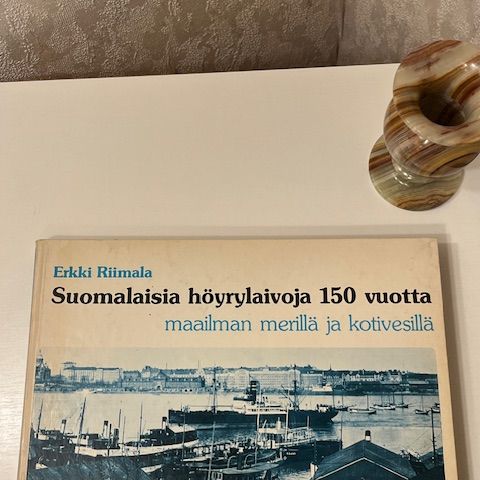 Erkki Riimala
Suomalaisia höyrylaivoja 150 vuotta
maailman merillä ja kotivesillä